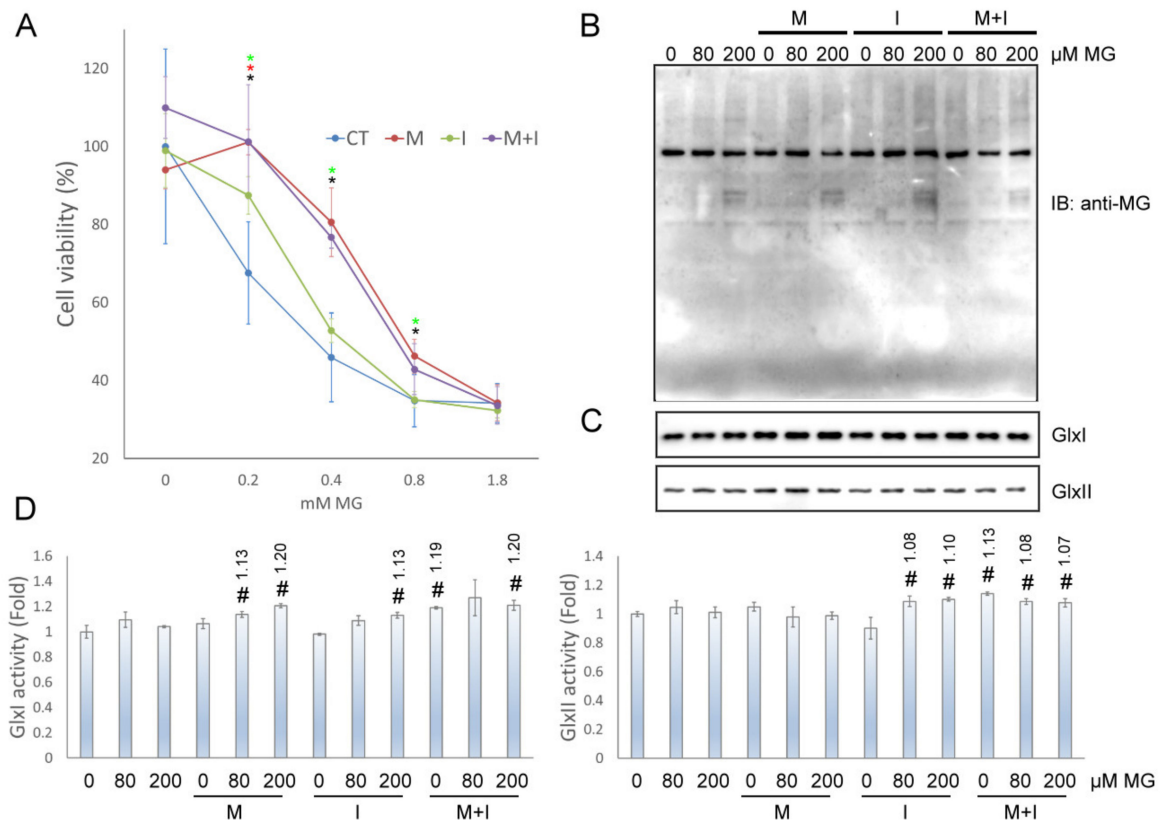 A
Cell viability (%)
120
100
80
60
40
20
*
*
*
*
*
*
*
CT M I M+I
0 0.2 0.4 0.8 1.8
mM MG
B
M I M+I
0 80 200 0 80 200 0 80 200 0 80 200 µM MG
IB: anti-MG
C
GlxI
GlxII
D
GlxI activity (Fold)
1.6
1.4
1.2
1
0.8
0.6
0.4
0.2
0
# 1.13
# 1.20
# 1.13
# 1.19
# 1.20
0 80 200 0 80 200 0 80 200 0 80 200
M I M+I
GlxII activity (Fold)
1.4
1.2
1
0.8
0.6
0.4
0.2
0
# 1.08
# 1.10
# 1.13
# 1.08
# 1.07
0 80 200 0 80 200 0 80 200 0 80 200 µM MG
M I M+I